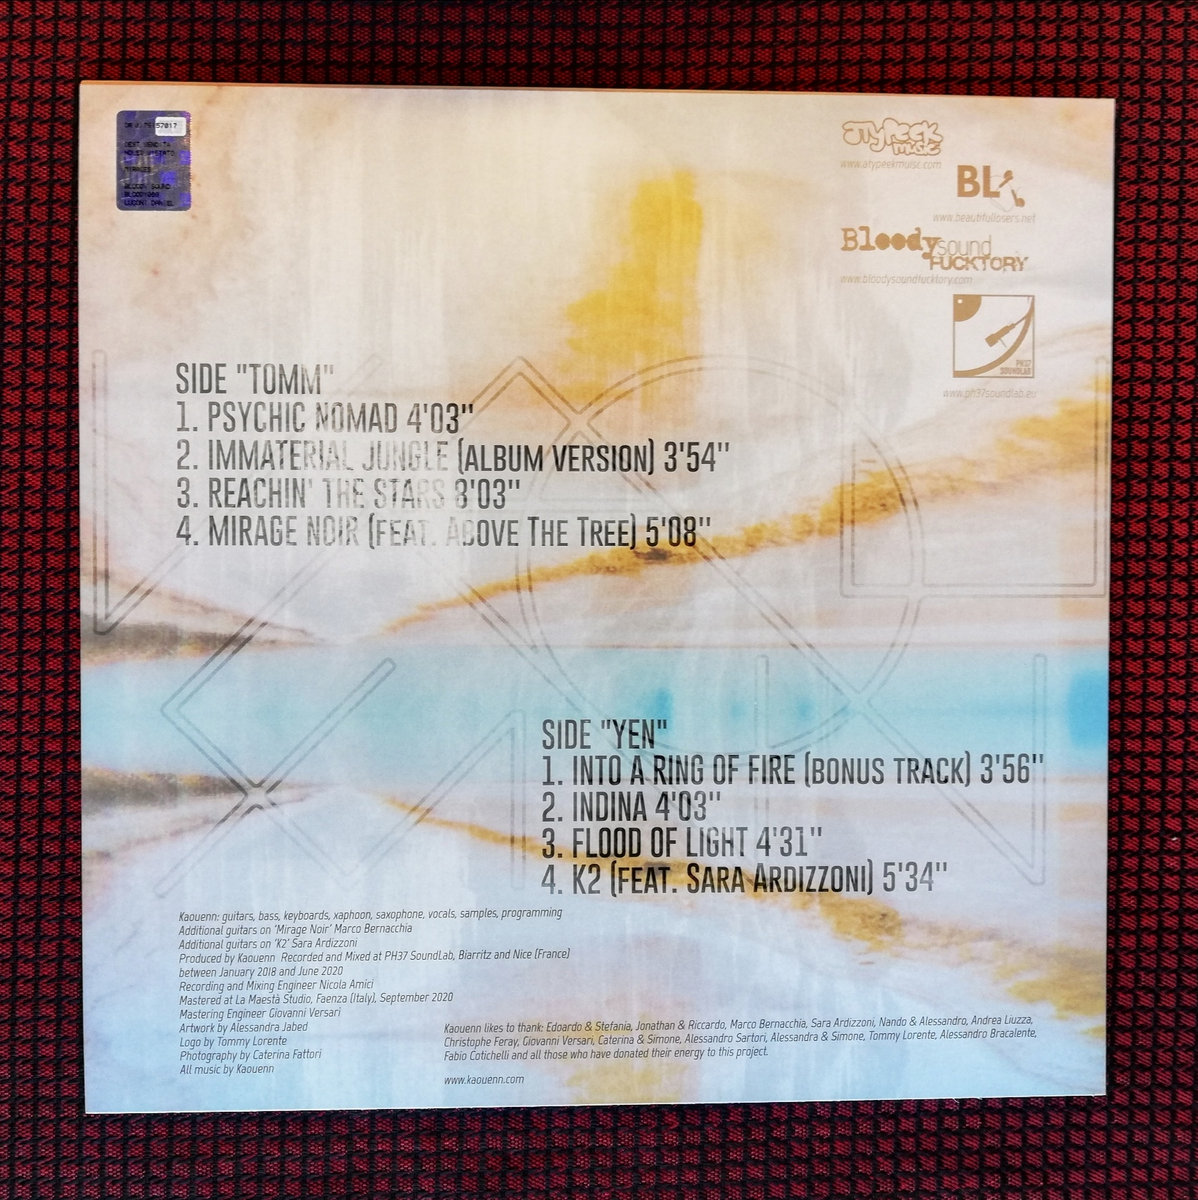 MIRAGES
BLOODY SOUND
atyPeek
music
www.atypeekmuisc.com
BL
www.beautifullosers.net
Bloody sound
FUCKTORY
www.bloodysoundfucktory.com
PH37
SOUNDLAB
www.ph37soundlab.eu
SIDE "TOMM"
1. PSYCHIC NOMAD 4'03''
2. IMMATERIAL JUNGLE (ALBUM VERSION) 3'54''
3. REACHIN' THE STARS 8'03''
4. MIRAGE NOIR (FEAT. ABOVE THE TREE) 5'08''
SIDE "YEN"
1. INTO A RING OF FIRE (BONUS TRACK) 3'56''
2. INDINA 4'03''
3. FLOOD OF LIGHT 4'31''
4. K2 (FEAT. SARA ARDIZZONI) 5'34''
Kaouenn: guitars, bass, keyboards, xaphoon, saxophone, vocals, samples, programming
Additional guitars on 'Mirage Noir' Marco Bernacchia
Additional guitars on 'K2' Sara Ardizzoni
Produced by Kaouenn Recorded and Mixed at PH37 SoundLab, Biarritz and Nice (France)
between January 2018 and June 2020
Recording and Mixing Engineer Nicola Amici
Mastered at La Maestà Studio, Faenza (Italy), September 2020
Mastering Engineer Giovanni Versari
Artwork by Alessandra Jabed
Logo by Tommy Lorente
Photography by Caterina Fattori
All music by Kaouenn
Kaouenn likes to thank: Edoardo & Stefania, Jonathan & Riccardo, Marco Bernacchia, Sara Ardizzoni, Nando & Alessandro, Andrea Liuzza,
Christophe Feray, Giovanni Versari, Caterina & Simone, Alessandro Sartori, Alessandra & Simone, Tommy Lorente, Alessandro Bracalente,
Fabio Cotichelli and all those who have donated their energy to this project.
www.kaouenn.com